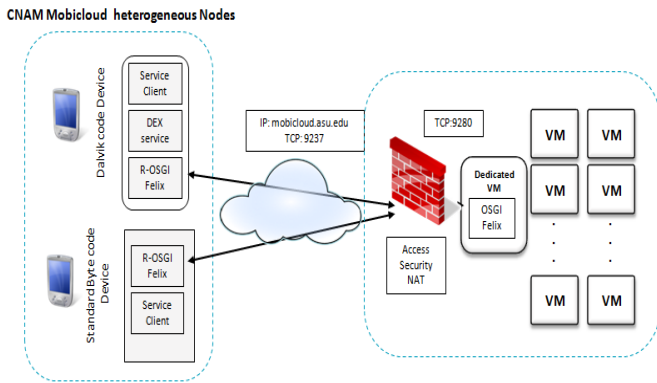 CNAM Mobicloud heterogeneous Nodes
Dalvik code Device
Service
Client
DEX
service
R-OSGI
Felix
StandardByte code
Device
R-OSGI
Felix
Service
Client
IP: mobicloud.asu.edu
TCP: 9237
TCP:9280
Access
Security
NAT
Dedicated
VM
OSGI
Felix
VM
VM
VM
VM
VM
VM